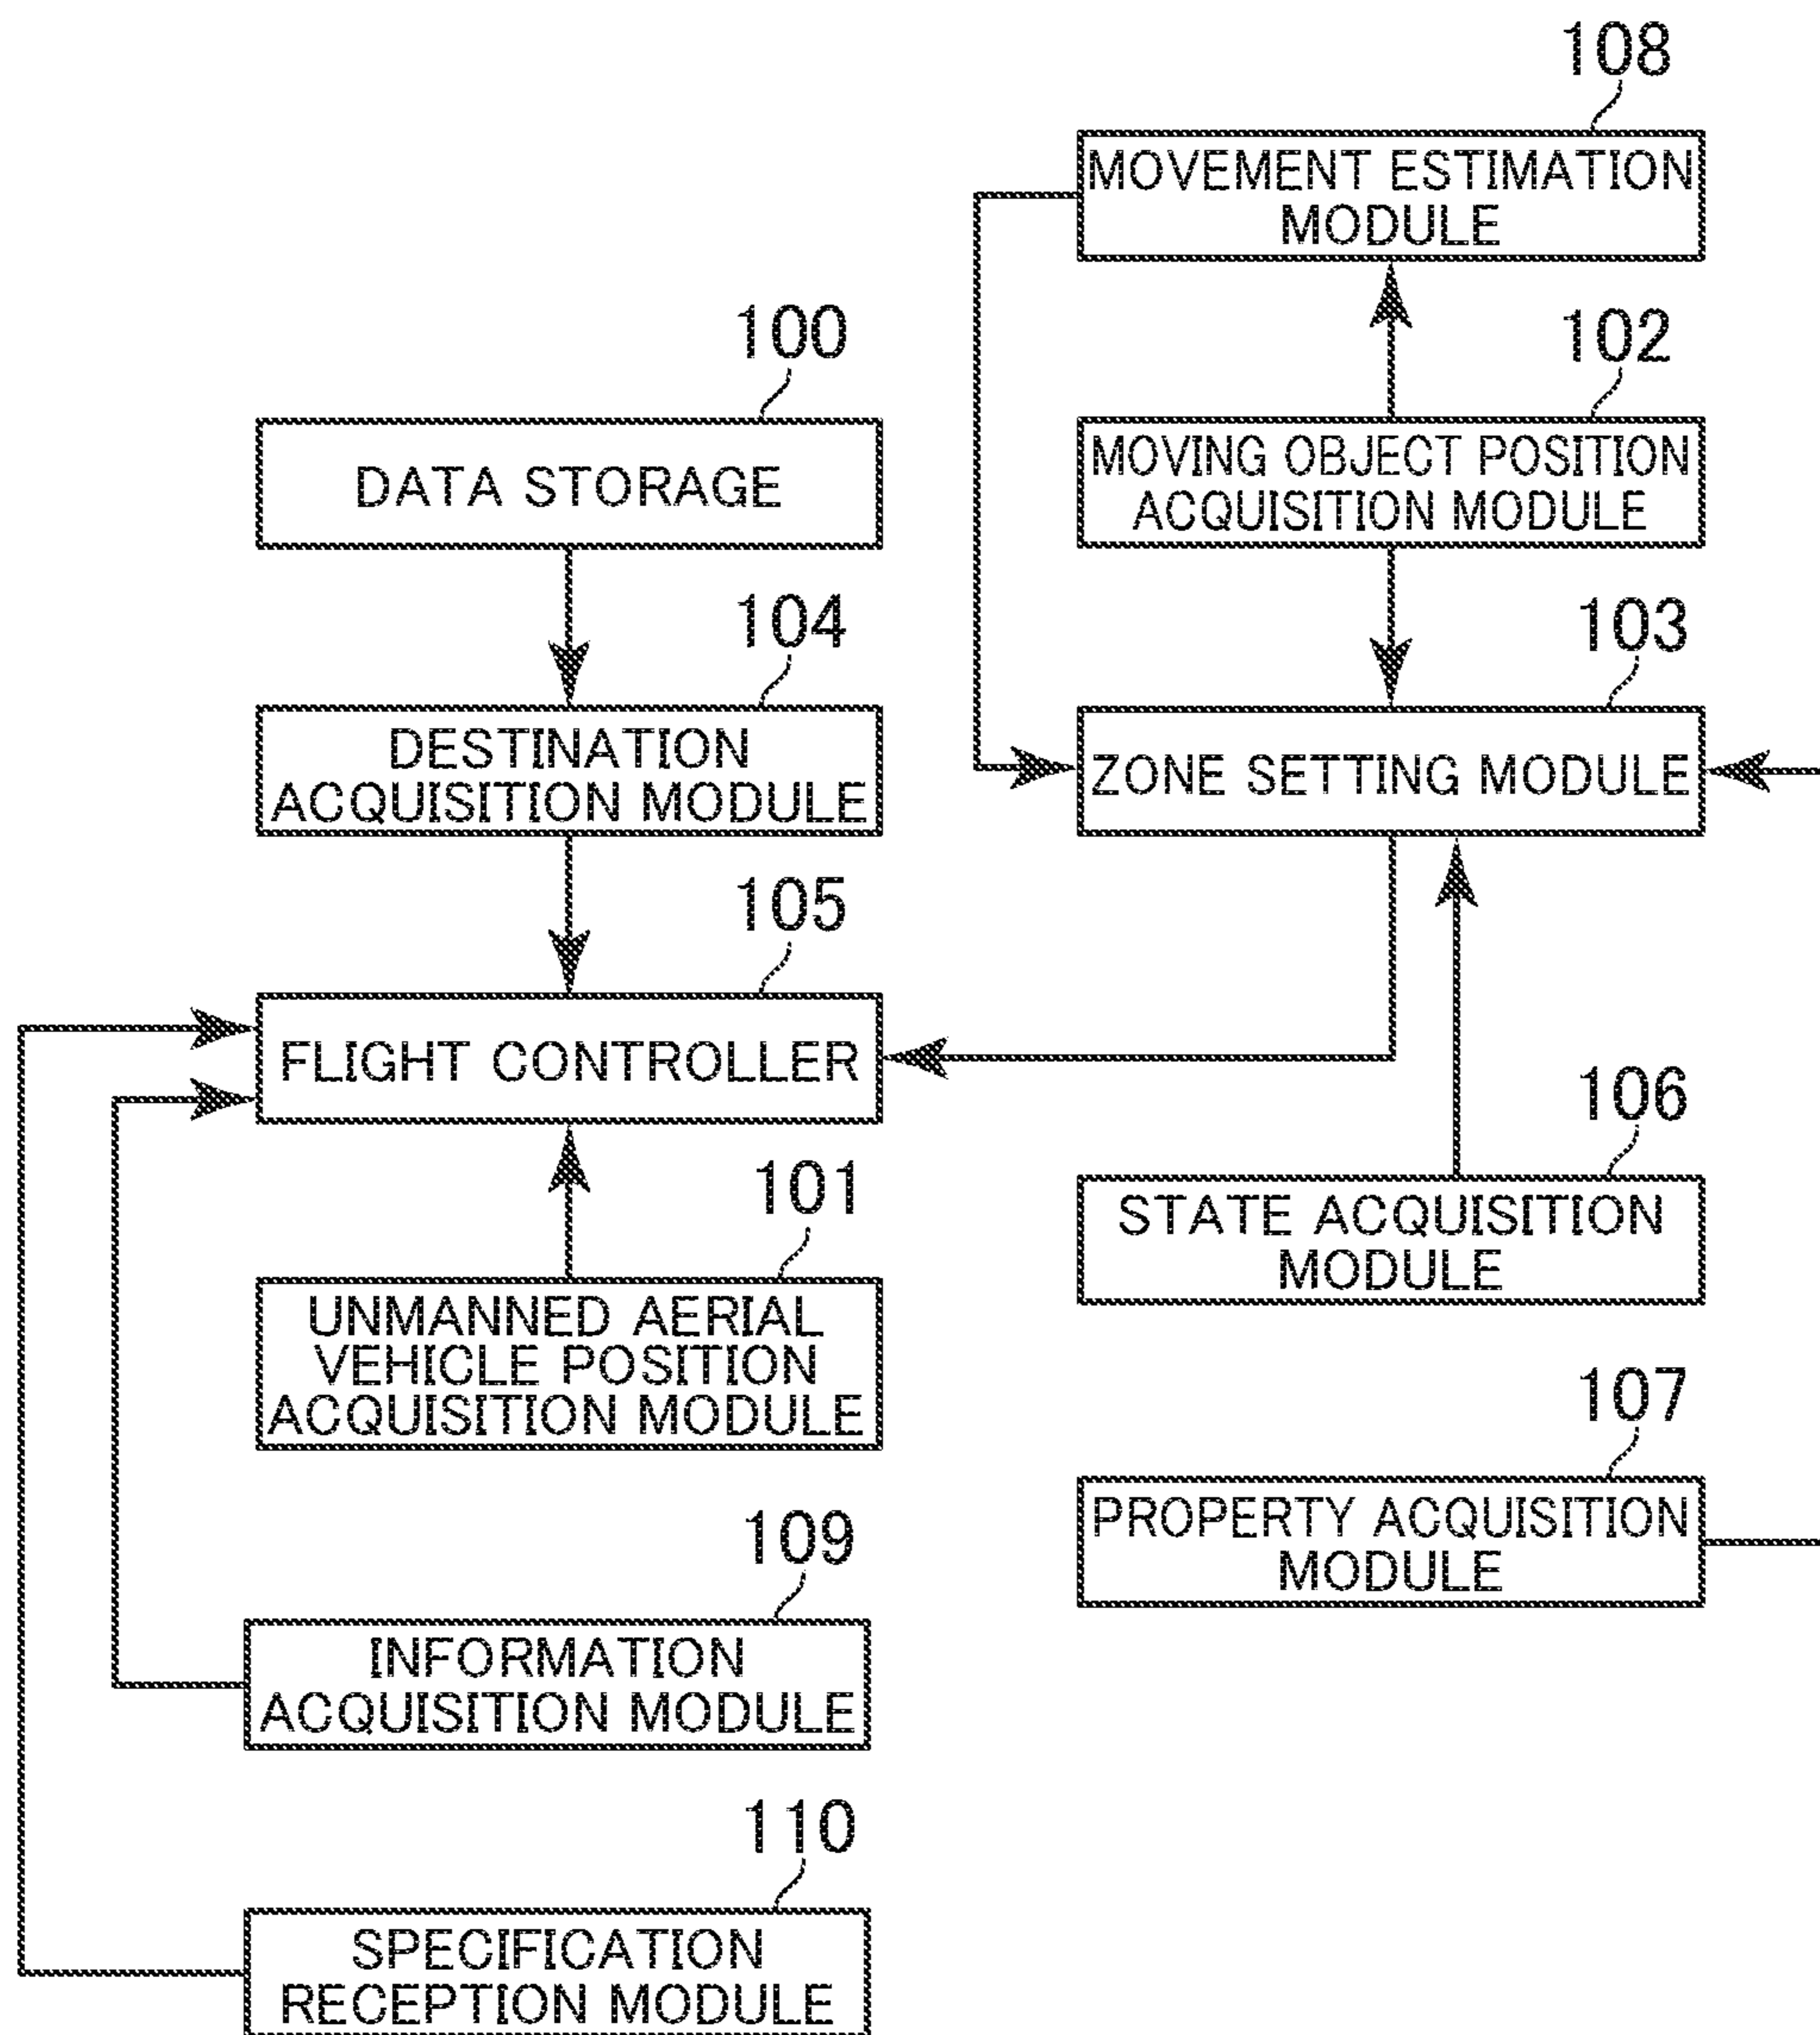 108
MOVEMENT ESTIMATION
MODULE
100
DATA STORAGE
102
MOVING OBJECT POSITION
ACQUISITION MODULE
104
DESTINATION
ACQUISITION MODULE
103
ZONE SETTING MODULE
105
FLIGHT CONTROLLER
106
STATE ACQUISITION
MODULE
101
UNMANNED AERIAL
VEHICLE POSITION
ACQUISITION MODULE
107
PROPERTY ACQUISITION
MODULE
109
INFORMATION
ACQUISITION MODULE
110
SPECIFICATION
RECEPTION MODULE